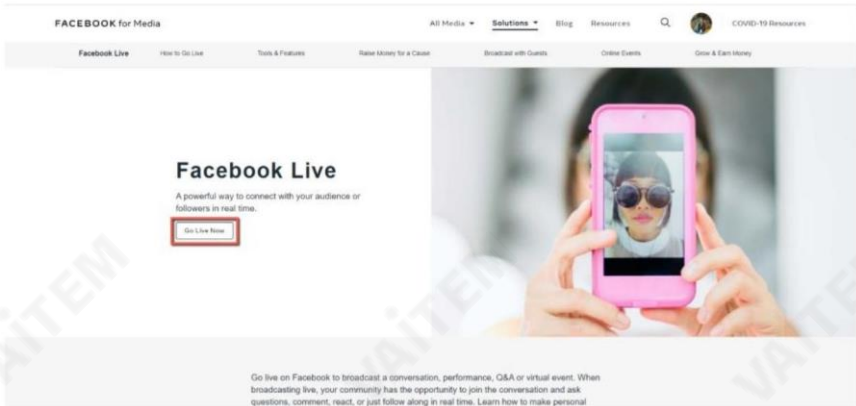 FACEBOOK for Media
All Media Solutions Blog Resources COVID-19 Resources
Facebook Live How to Go Live Tools & Features Raise Money for a Cause Broadcast with Guests Online Events Grow & Earn Money
Facebook Live
A powerful way to connect with your audience or
followers in real time.
Go Live Now
Go live on Facebook to broadcast a conversation, performance, Q&A or virtual event. When
broadcasting live, your community has the opportunity to join the conversation and ask
questions, comment, react, or just follow along in real time. Learn how to make personal
VAITEM
VAITEM
VAITEM